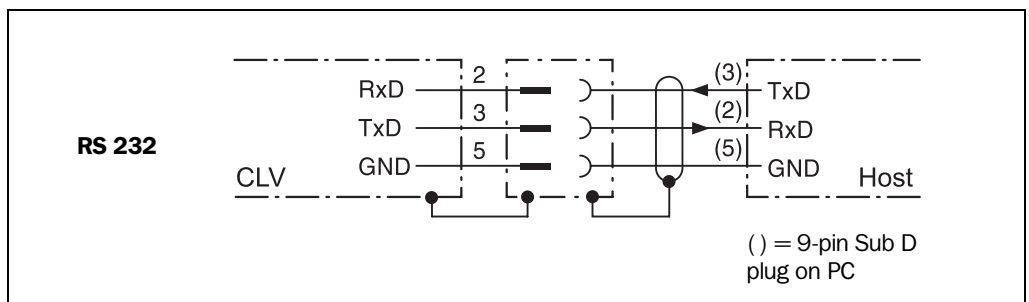 RS 232
CLV
RxD 2
TxD 3
GND 5
(3) TxD
(2) RxD
(5) GND
Host
( ) = 9-pin Sub D
plug on PC